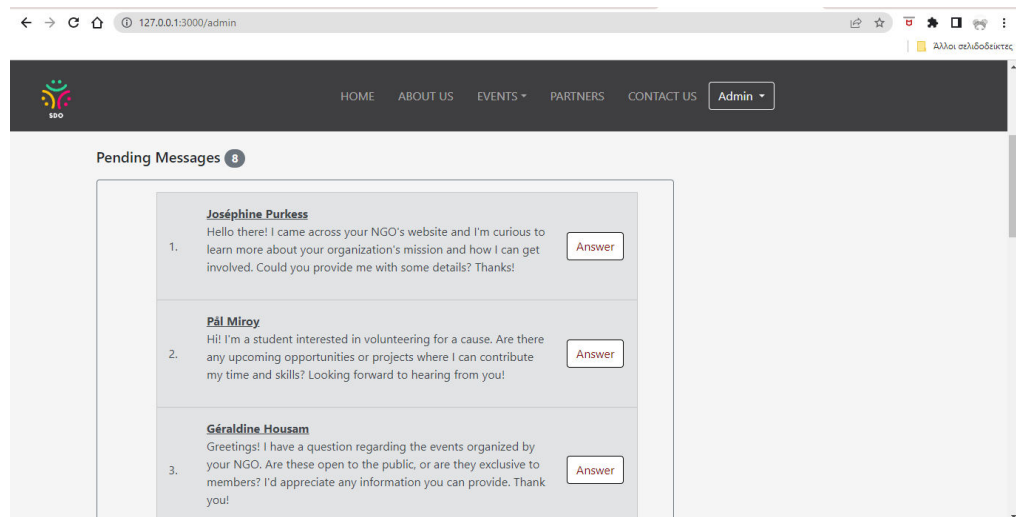 127.0.0.1:3000/admin
Άλλοι σελιδοδείκτες
SDO
HOME ABOUT US EVENTS PARTNERS CONTACT US Admin
Pending Messages 8
1.
Joséphine Purkess
Hello there! I came across your NGO's website and I'm curious to
learn more about your organization's mission and how I can get
involved. Could you provide me with some details? Thanks!
Answer
2.
Pål Miroy
Hi! I'm a student interested in volunteering for a cause. Are there
any upcoming opportunities or projects where I can contribute
my time and skills? Looking forward to hearing from you!
Answer
3.
Géraldine Housam
Greetings! I have a question regarding the events organized by
your NGO. Are these open to the public, or are they exclusive to
members? I'd appreciate any information you can provide. Thank
you!
Answer